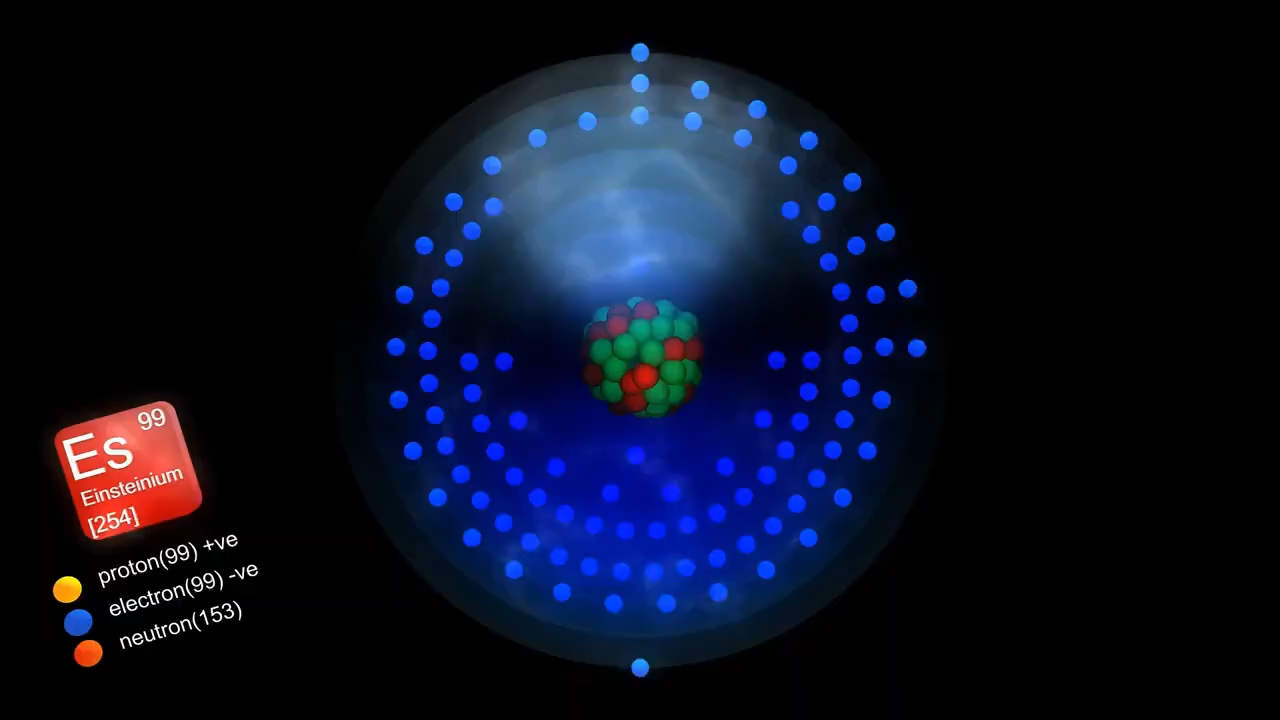 99
Es
Einsteinium
[254]
proton(99) +ve
electron(99) -ve
neutron(153)